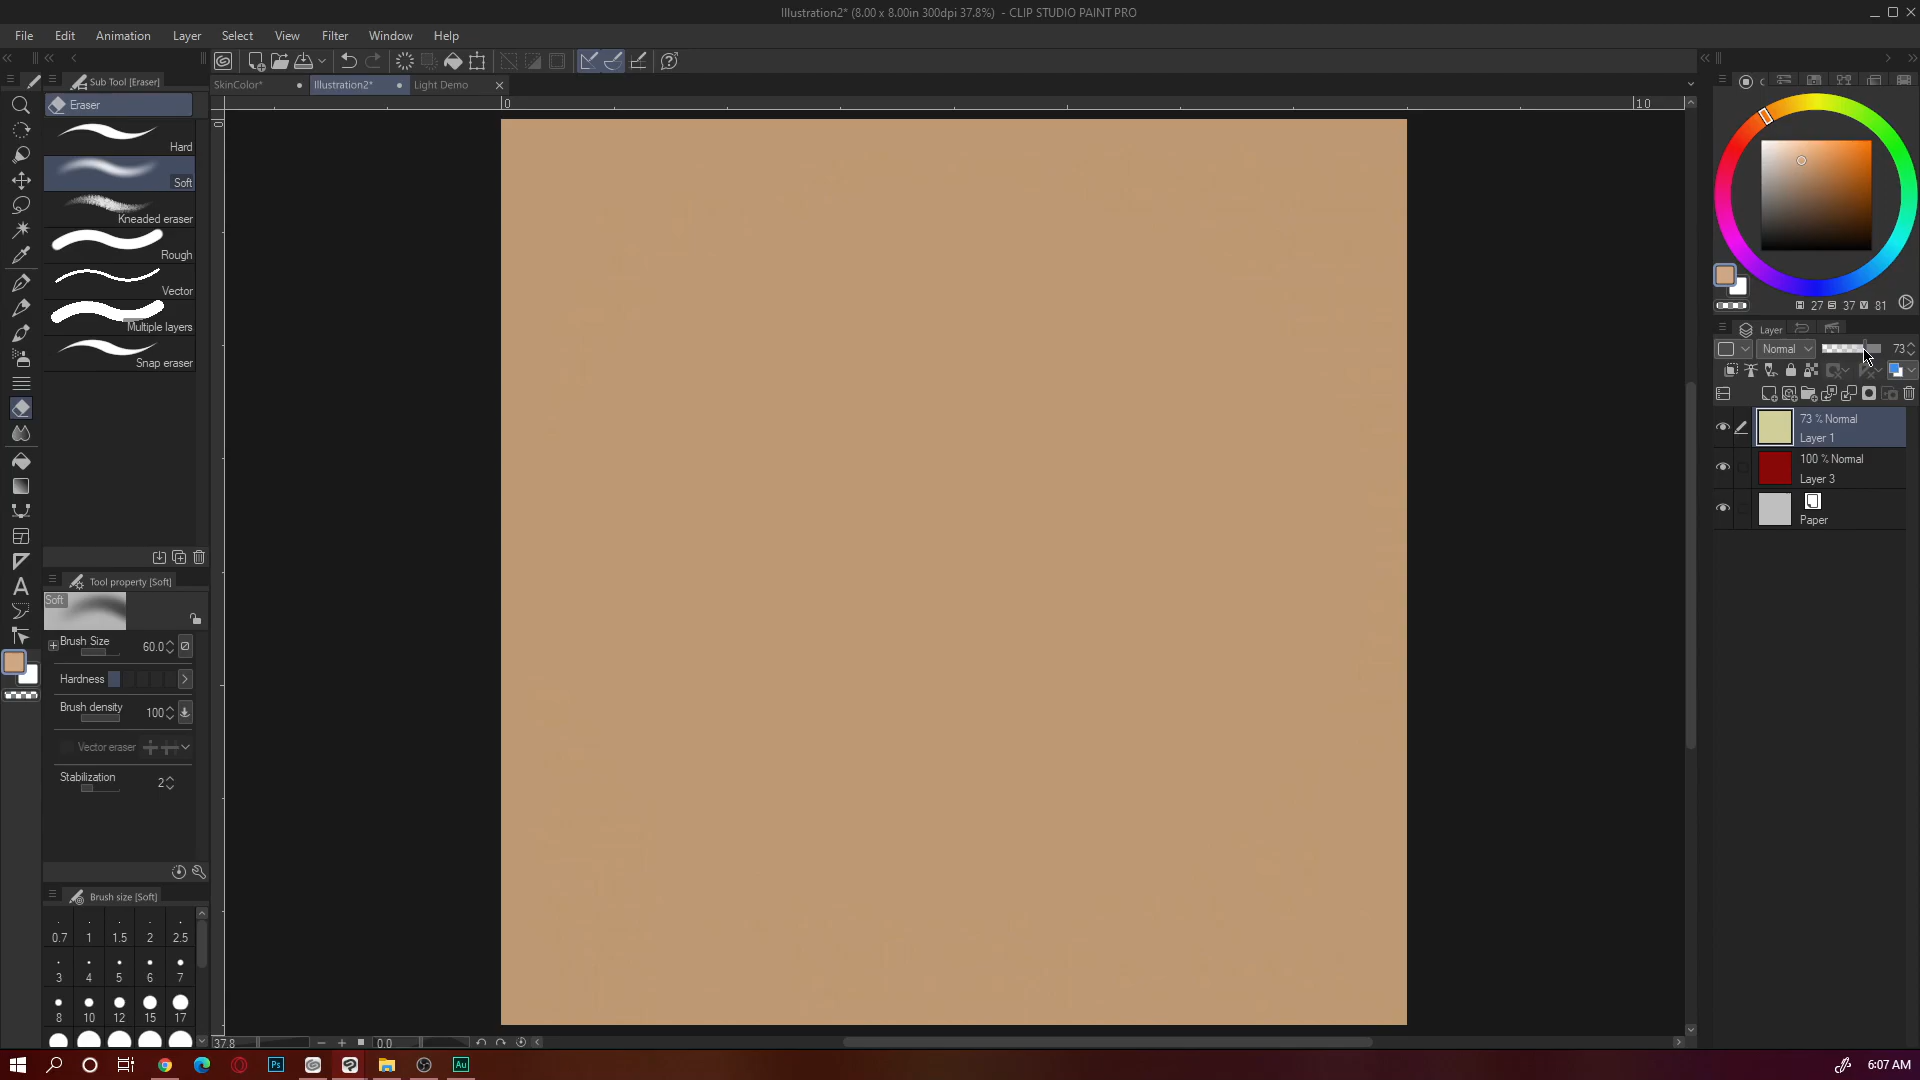 Illustration2* (8.00 x 8.00in 300dpi 37.8%) - CLIP STUDIO PAINT PRO
File Edit Animation Layer Select View Filter Window Help
Sub Tool [Eraser]
SkinColor*
Illustration2*
Light Demo
Eraser
0
10
0
Hard
Soft
Kneaded eraser
Rough
Vector
Multiple layers
Snap eraser
H 27 S 37 V 81
Layer
Normal
73
73 % Normal
Layer 1
100 % Normal
Layer 3
Paper
Tool property [Soft]
Soft
Brush Size
60.0
Hardness
Brush density
100
Vector eraser
Stabilization
2
Brush size [Soft]
0.7 1 1.5 2 2.5
3 4 5 6 7
8 10 12 15 17
37.8
0.0
A
Ps
Au
6:07 AM